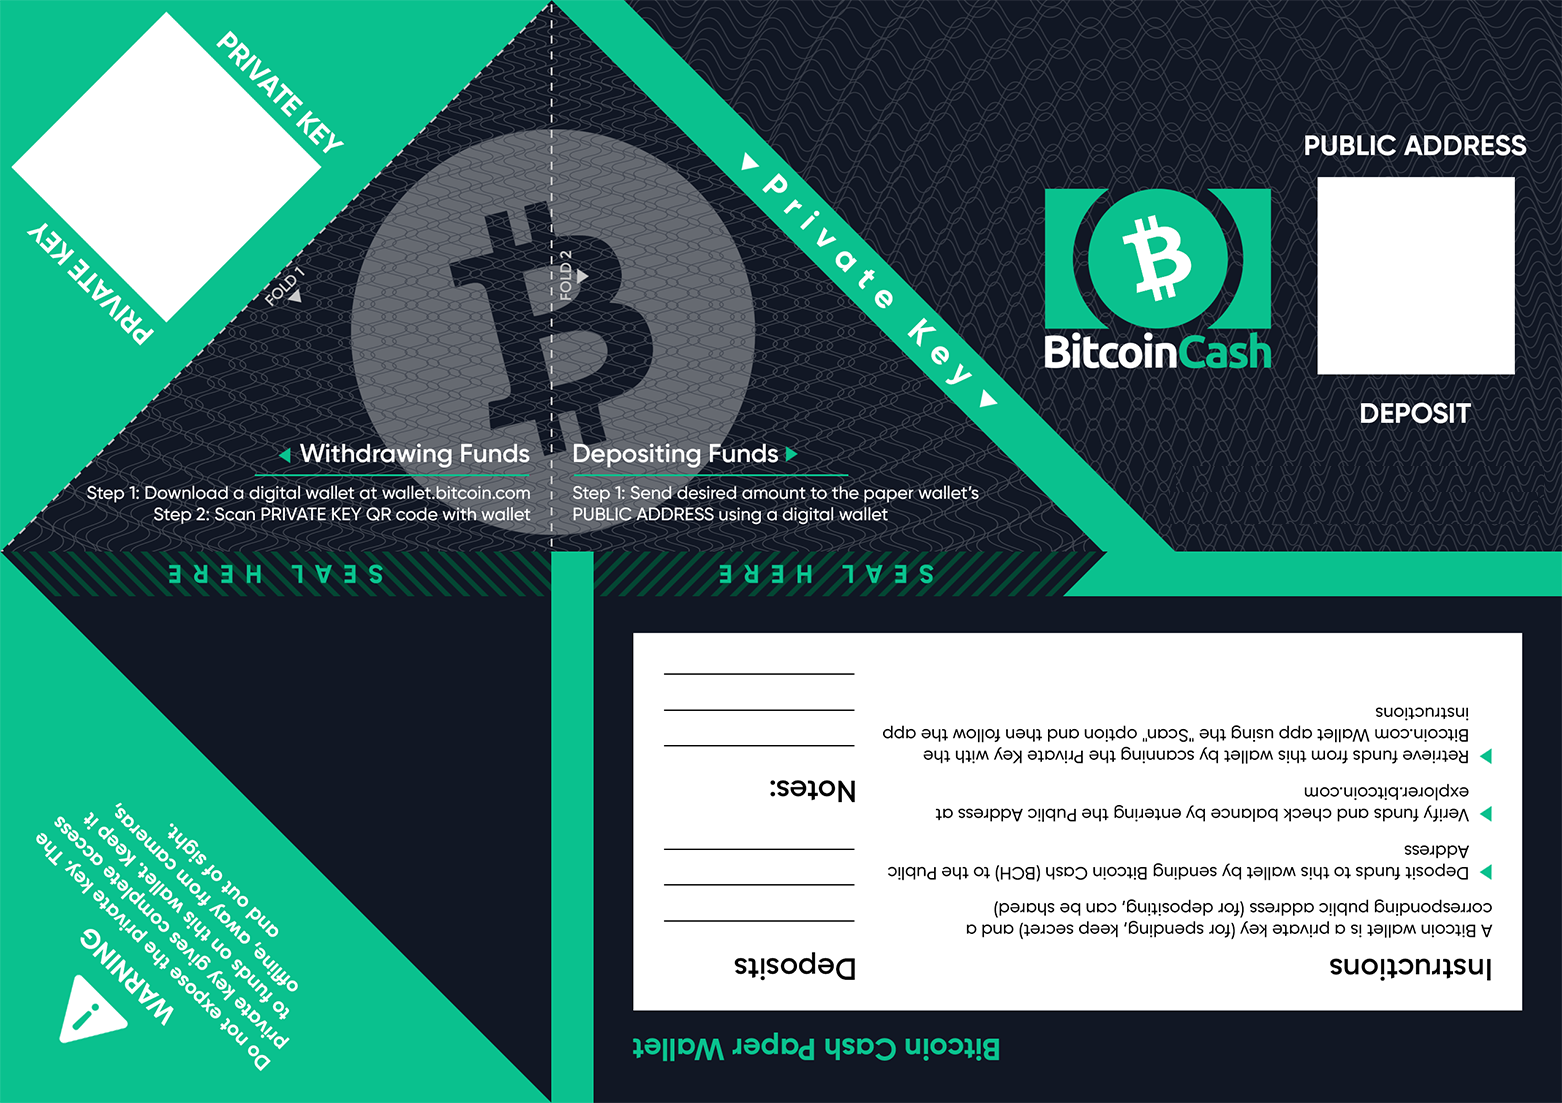 PRIVATE KEY
PRIVATE KEY
FOLD 1
FOLD 2
Private Key
BitcoinCash
PUBLIC ADDRESS
DEPOSIT
Withdrawing Funds
Step 1: Download a digital wallet at wallet.bitcoin.com
Step 2: Scan PRIVATE KEY QR code with wallet
Depositing Funds
Step 1: Send desired amount to the paper wallet's
PUBLIC ADDRESS using a digital wallet
SEAL HERE
SEAL HERE
WARNING
Do not expose the private key. The
private key gives complete access
to funds on this wallet. Keep it
offline, away from cameras,
and out of sight.
Bitcoin Cash Paper Wallet
Instructions
A Bitcoin wallet is a private key (for spending, keep secret) and a
corresponding public address (for depositing, can be shared)
Deposit funds to this wallet by sending Bitcoin Cash (BCH) to the Public
Address
Verify funds and check balance by entering the Public Address at
explorer.bitcoin.com
Retrieve funds from this wallet by scanning the Private Key with the
Bitcoin.com Wallet app using the "Scan" option and then follow the app
instructions
Deposits
Notes: